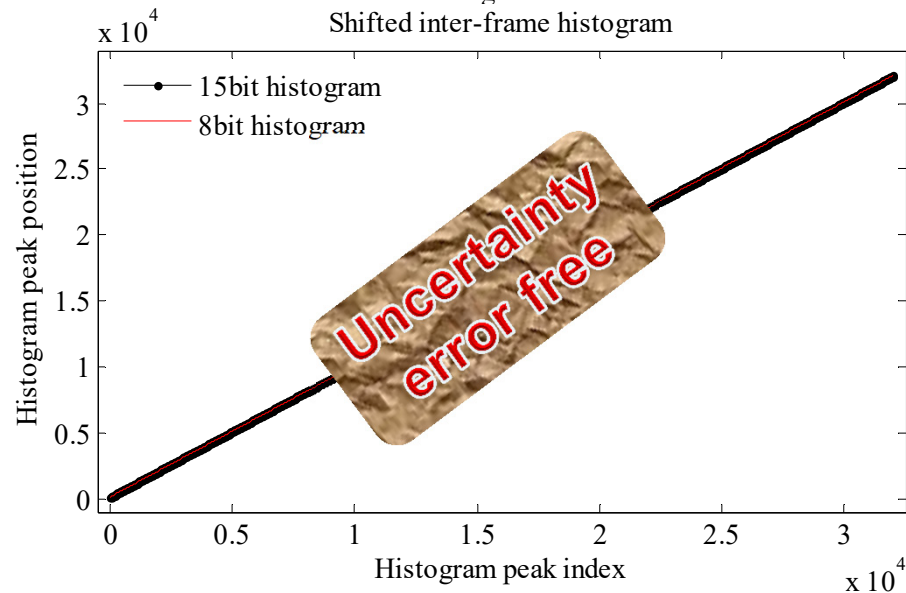 Shifted inter-frame histogram
x 10^4
15bit histogram
8bit histogram
Histogram peak position
3
2.5
2
1.5
1
0.5
0
Uncertainty
error free
0
0.5
1
1.5
2
2.5
3
Histogram peak index
x 10^4